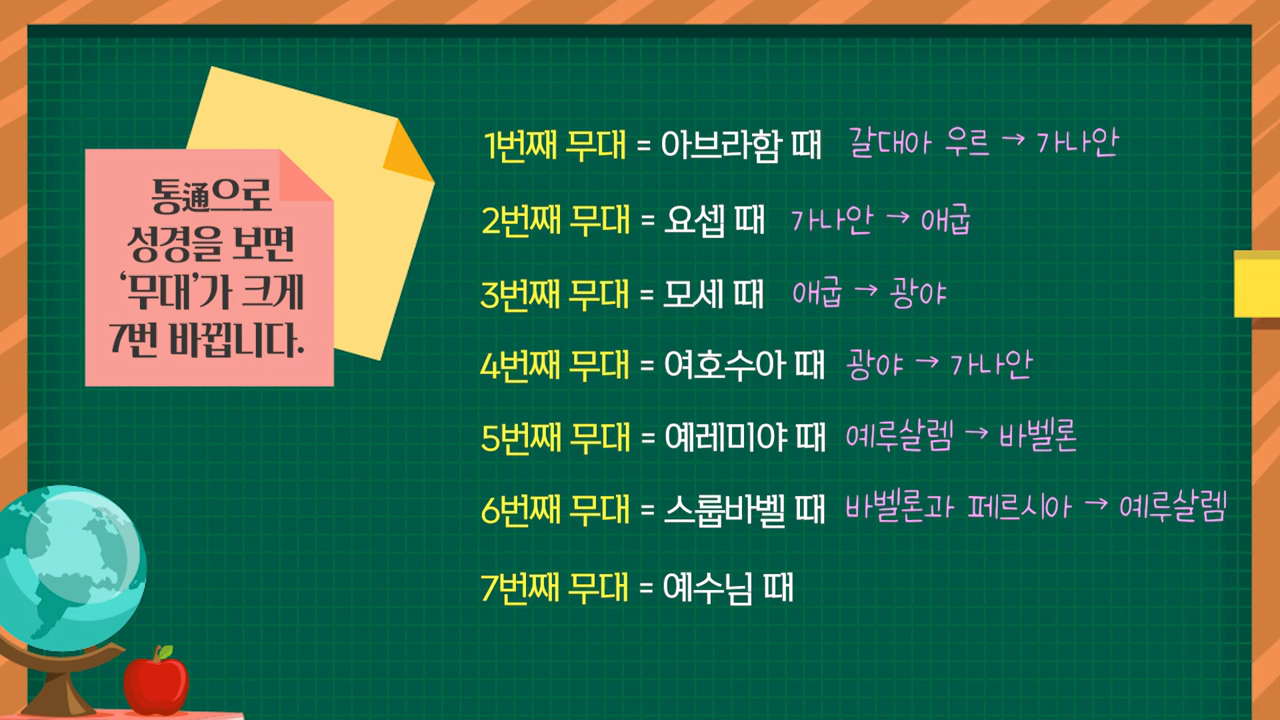 통通으로
성경을 보면
‘무대’가 크게
7번 바뀝니다.
1번째 무대 = 아브라함 때 갈대아 우르 → 가나안
2번째 무대 = 요셉 때 가나안 → 애굽
3번째 무대 = 모세 때 애굽 → 광야
4번째 무대 = 여호수아 때 광야 → 가나안
5번째 무대 = 예레미야 때 예루살렘 → 바벨론
6번째 무대 = 스룹바벨 때 바벨론과 페르시아 → 예루살렘
7번째 무대 = 예수님 때